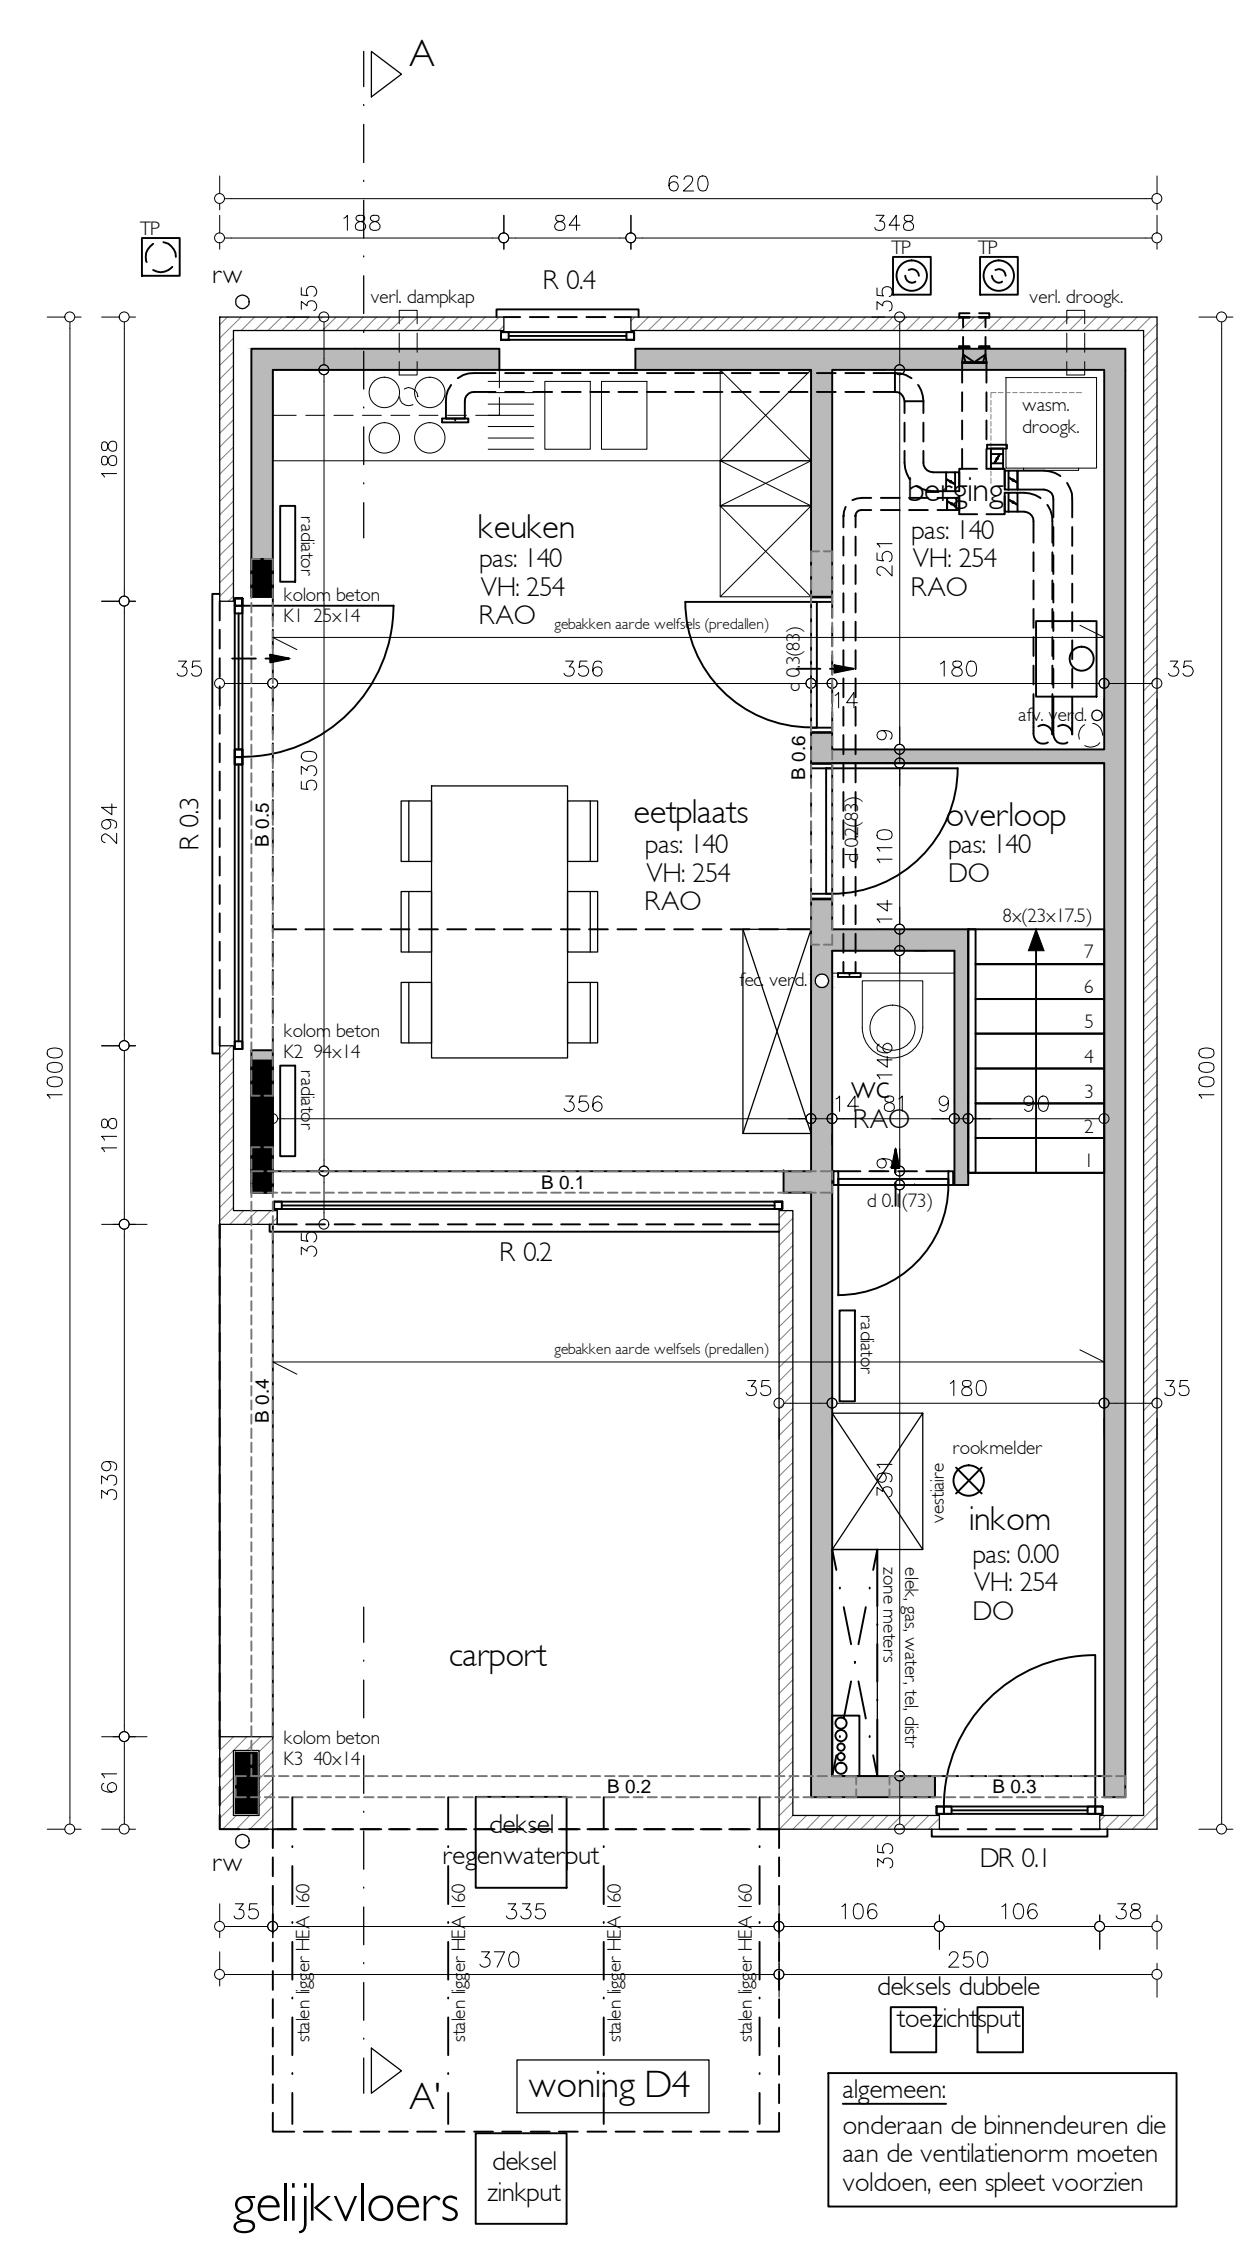 A
620
188
84
348
TP
TP
TP
rw
R 0.4
verl. dampkap
verl. droogk.
35
35
wasm.
droogk.
188
radiator
keuken
pas: 140
VH: 254
RAO
berging
pas: 140
VH: 254
RAO
251
kolom beton
K1 25x14
gebakken aarde welfsels (predallen)
d 0.3(83)
35
356
14
180
35
afv. verd.
530
B 0.6
9
294
R 0.3
B 0.5
eetplaats
pas: 140
VH: 254
RAO
d 0.2(83)
110
overloop
pas: 140
DO
14
8x(23x17.5)
7
6
5
4
3
2
1
fec. verd.
1000
1000
kolom beton
K2 94x14
radiator
118
356
146
wc
RAO
14
81
9
90
9
B 0.1
d 0.1(73)
35
R 0.2
radiator
gebakken aarde welfsels (predallen)
35
180
35
B 0.4
339
391
vestiaire
rookmelder
inkom
pas: 0.00
VH: 254
DO
zone meters
elek, gas, water, tel, distr
carport
kolom beton
K3 40x14
61
B 0.2
B 0.3
deksel
regenwaterput
35
DR 0.1
rw
35
335
106
106
38
370
250
stalen ligger HEA 160
stalen ligger HEA 160
stalen ligger HEA 160
stalen ligger HEA 160
deksels dubbele
toezichtsput
A'
woning D4
algemeen:
onderaan de binnendeuren die
aan de ventilatienorm moeten
voldoen, een spleet voorzien
deksel
zinkput
gelijkvloers